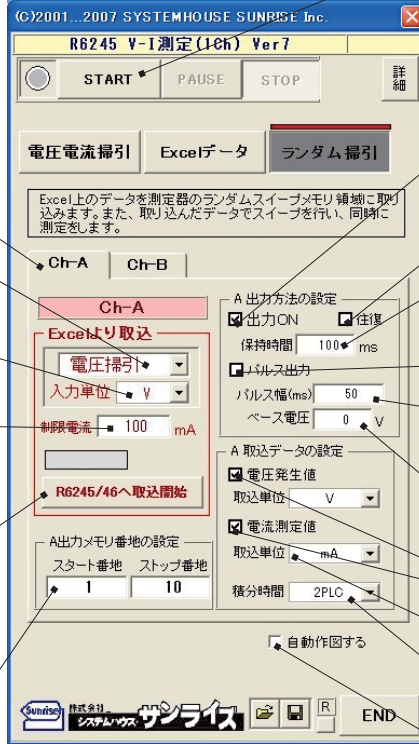 (C)2001...2007 SYSTEMHOUSE SUNRISE Inc.
R6245 V-I測定(1Ch) Ver7
START
PAUSE
STOP
詳細
電圧電流掃引
Excelデータ
ランダム掃引
Excel上のデータを測定器のランダムスイープメモリ領域に取り
込みます。また、取り込んだデータでスイープを行い、同時に
測定をします。
Ch-A
Ch-B
Ch-A
Excelより取込
電圧掃引
入力単位 V
制限電流 100 mA
R6245/46へ取込開始
A出力メモリ番地の設定
スタート番地 ストップ番地
1 10
A 出力方法の設定
出力ON 往復
保持時間 100 ms
パルス出力
パルス幅(ms) 50
ベース電圧 0 V
A 取込データの設定
電圧発生値
取込単位 V
電流測定値
取込単位 mA
積分時間 2PLC
自動作図する
Sunrise
株式会社
システムハウス サンライズ
R
END